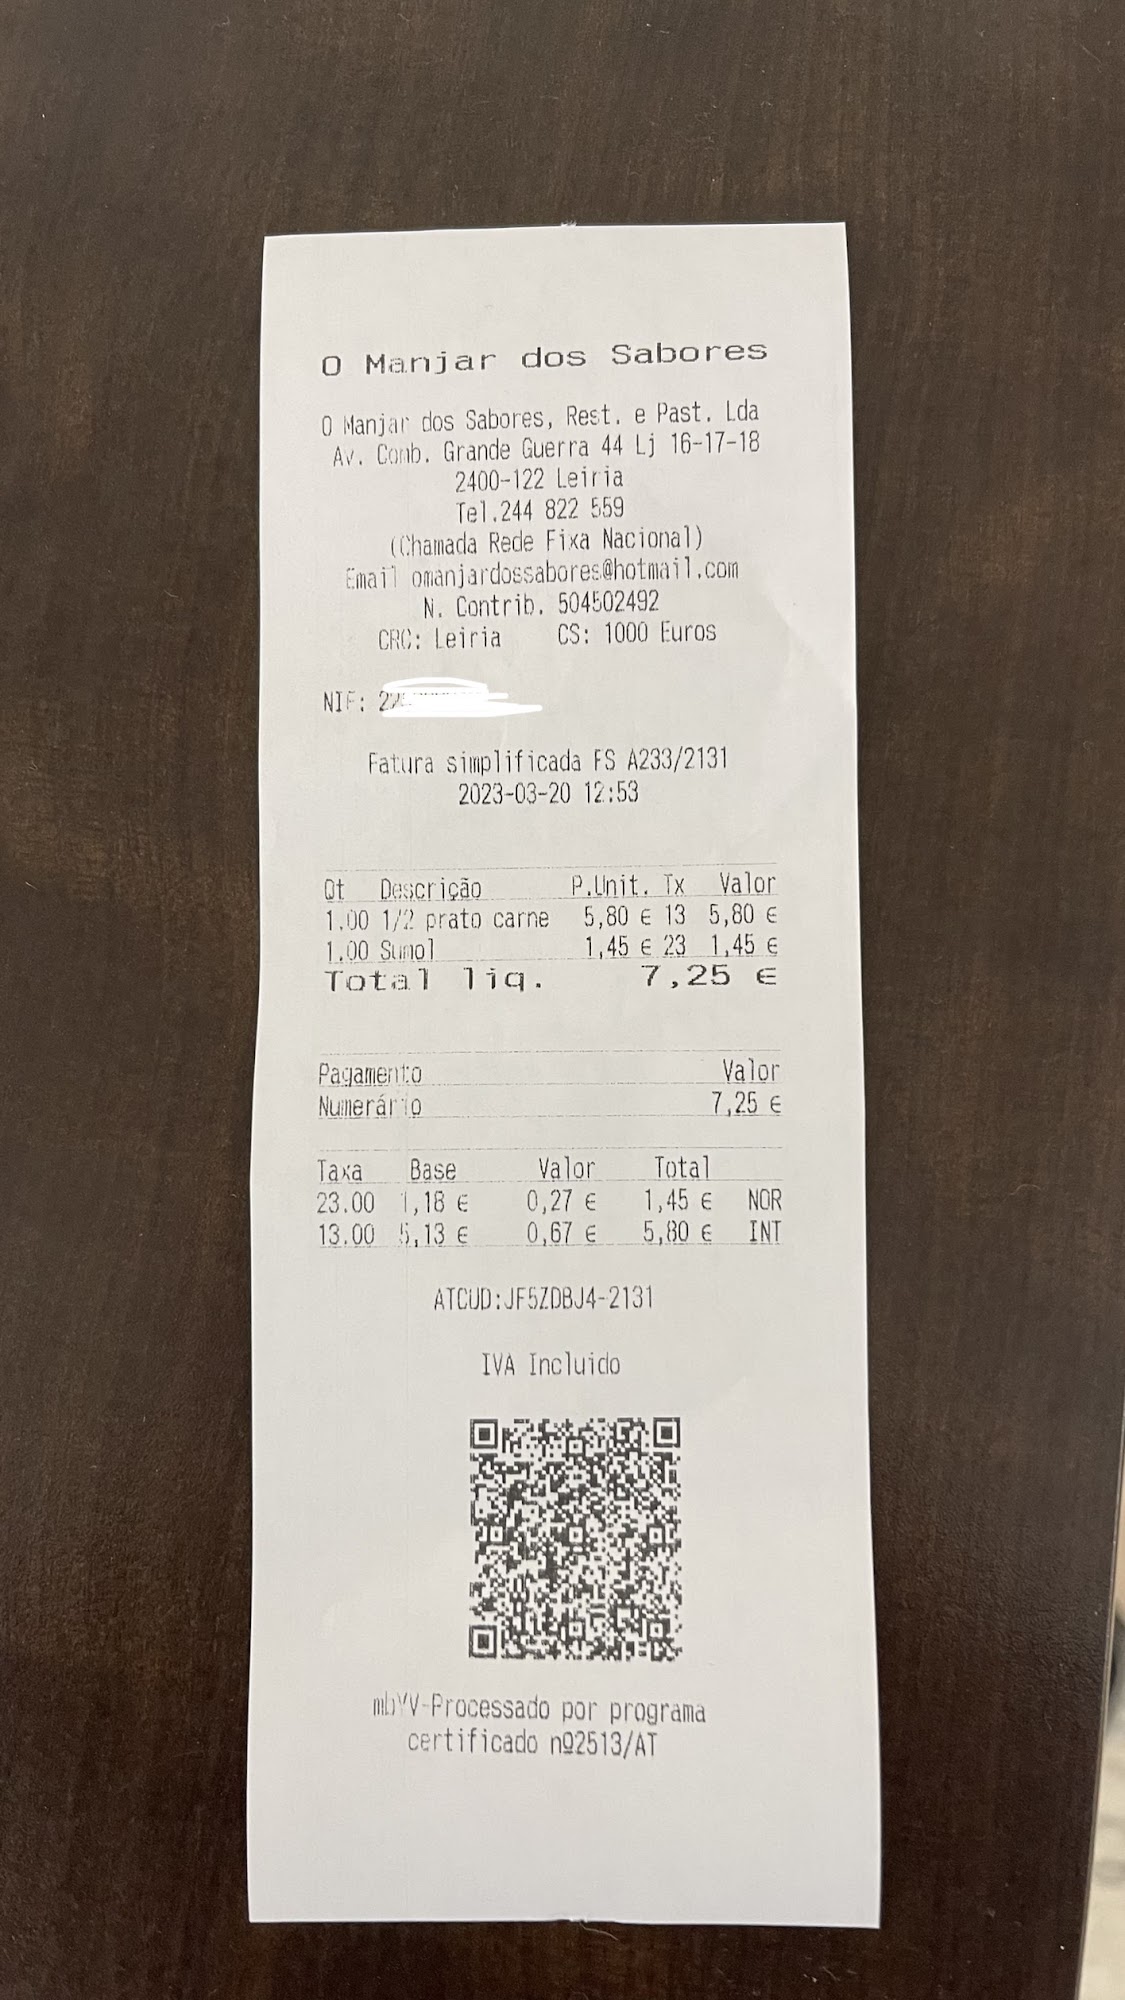 O Manjar dos Sabores
O Manjar dos Sabores, Rest. e Past. Lda
Av. Comb. Grande Guerra 44 Lj 16-17-18
2400-122 Leiria
Tel.244 822 559
(Chamada Rede Fixa Nacional)
Email omanjardossabores@hotmail.com
N. Contrib. 504502492
CRC: Leiria CS: 1000 Euros
NIF:
Fatura simplificada FS A233/2131
2023-03-20 12:53
Qt Descrição P.Unit. Tx Valor
1.00 1/2 prato carne 5,80 € 13 5,80 €
1.00 Sumol 1,45 € 23 1,45 €
Total liq. 7,25 €
Pagamento Valor
Numerário 7,25 €
Taxa Base Valor Total
23.00 1,18 € 0,27 € 1,45 € NOR
13.00 5,13 € 0,67 € 5,80 € INT
ATCUD:JF5ZDBJ4-2131
IVA Incluido
mbYV-Processado por programa
certificado nº2513/AT